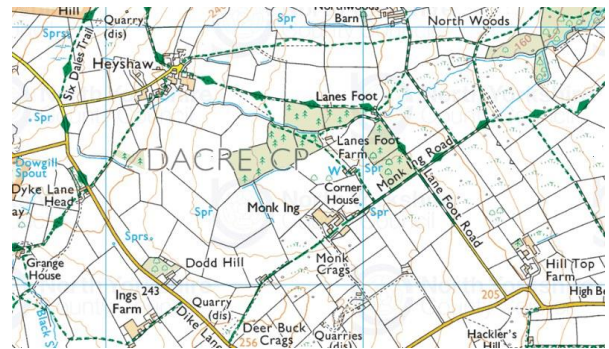 Hill
Quarry
(dis)
Spr
Barn
North Woods
160
Sprs
Six Dales Trail
Heyshaw
Lanes Foot
Spr
Lanes Foot
Farm
DACRE CP
Dowgill
Spout
W
Spr
Monk Ing Road
Dyke Lane
Head
Corner
House
Spr
Monk Ing
Spr
Lane Foot Road
Sprs
Monk
Crags
Grange
House
Dodd Hill
Hill Top
Farm
243
Ings
Farm
Quarry
(dis)
205
High
Dike Lane
256
Deer Buck
Crags
Quarries
(dis)
Hackler's
Hill
Black